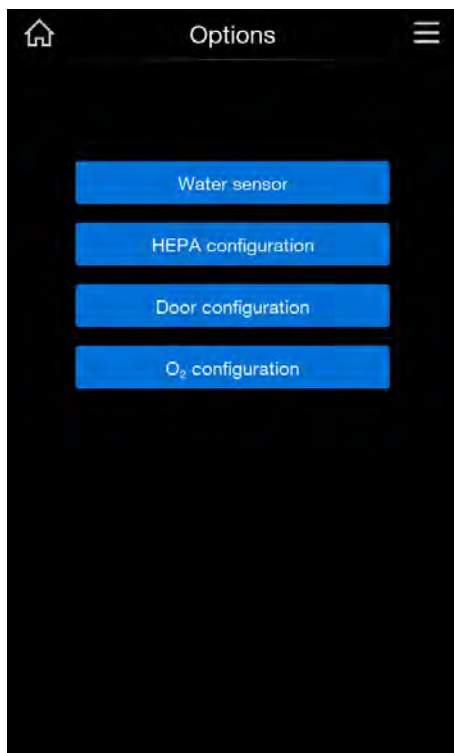 Options
Water sensor
HEPA configuration
Door configuration
O₂ configuration